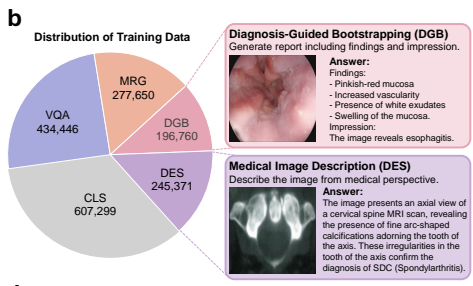 b
Distribution of Training Data
MRG
277,650
VQA
434,446
DGB
196,760
DES
245,371
CLS
607,299
Diagnosis-Guided Bootstrapping (DGB)
Generate report including findings and impression.
Answer:
Findings:
- Pinkish-red mucosa
- Increased vascularity
- Presence of white exudates
- Swelling of the mucosa.
Impression:
The image reveals esophagitis.
Medical Image Description (DES)
Describe the image from medical perspective.
Answer:
The image presents an axial view of
a cervical spine MRI scan, revealing
the presence of fine arc-shaped
calcifications adorning the tooth of
the axis. These irregularities in the
tooth of the axis confirm the
diagnosis of SDC (Spondylarthritis).